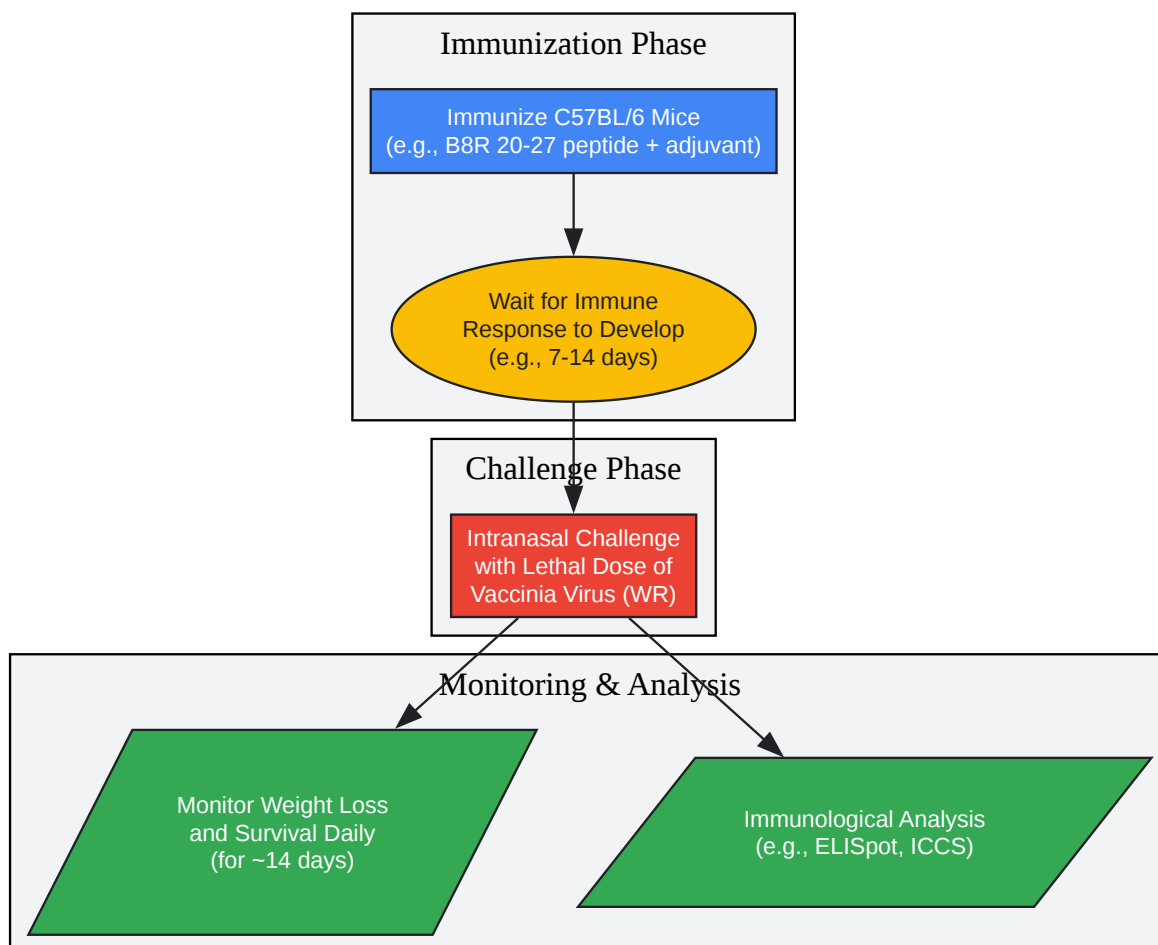 Immunization Phase
Immunize C57BL/6 Mice
(e.g., B8R 20-27 peptide + adjuvant)
Wait for Immune
Response to Develop
(e.g., 7-14 days)
Challenge Phase
Intranasal Challenge
with Lethal Dose of
Vaccinia Virus (WR)
Monitoring & Analysis
Monitor Weight Loss
and Survival Daily
(for ~14 days)
Immunological Analysis
(e.g., ELISpot, ICCS)